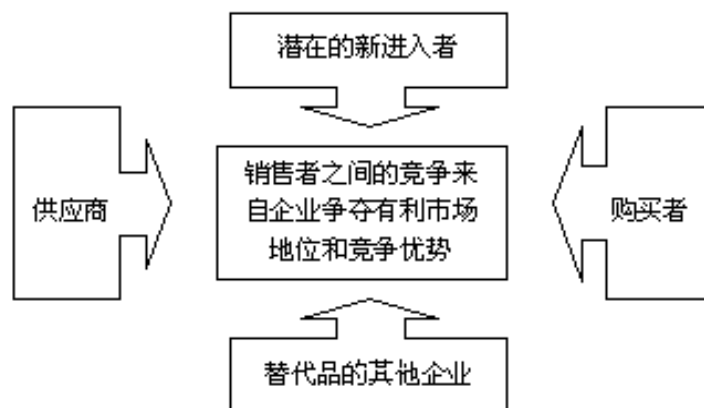 潜在的新进入者
供应商
销售者之间的竞争来
自企业争夺有利市场
地位和竞争优势
购买者
替代品的其他企业